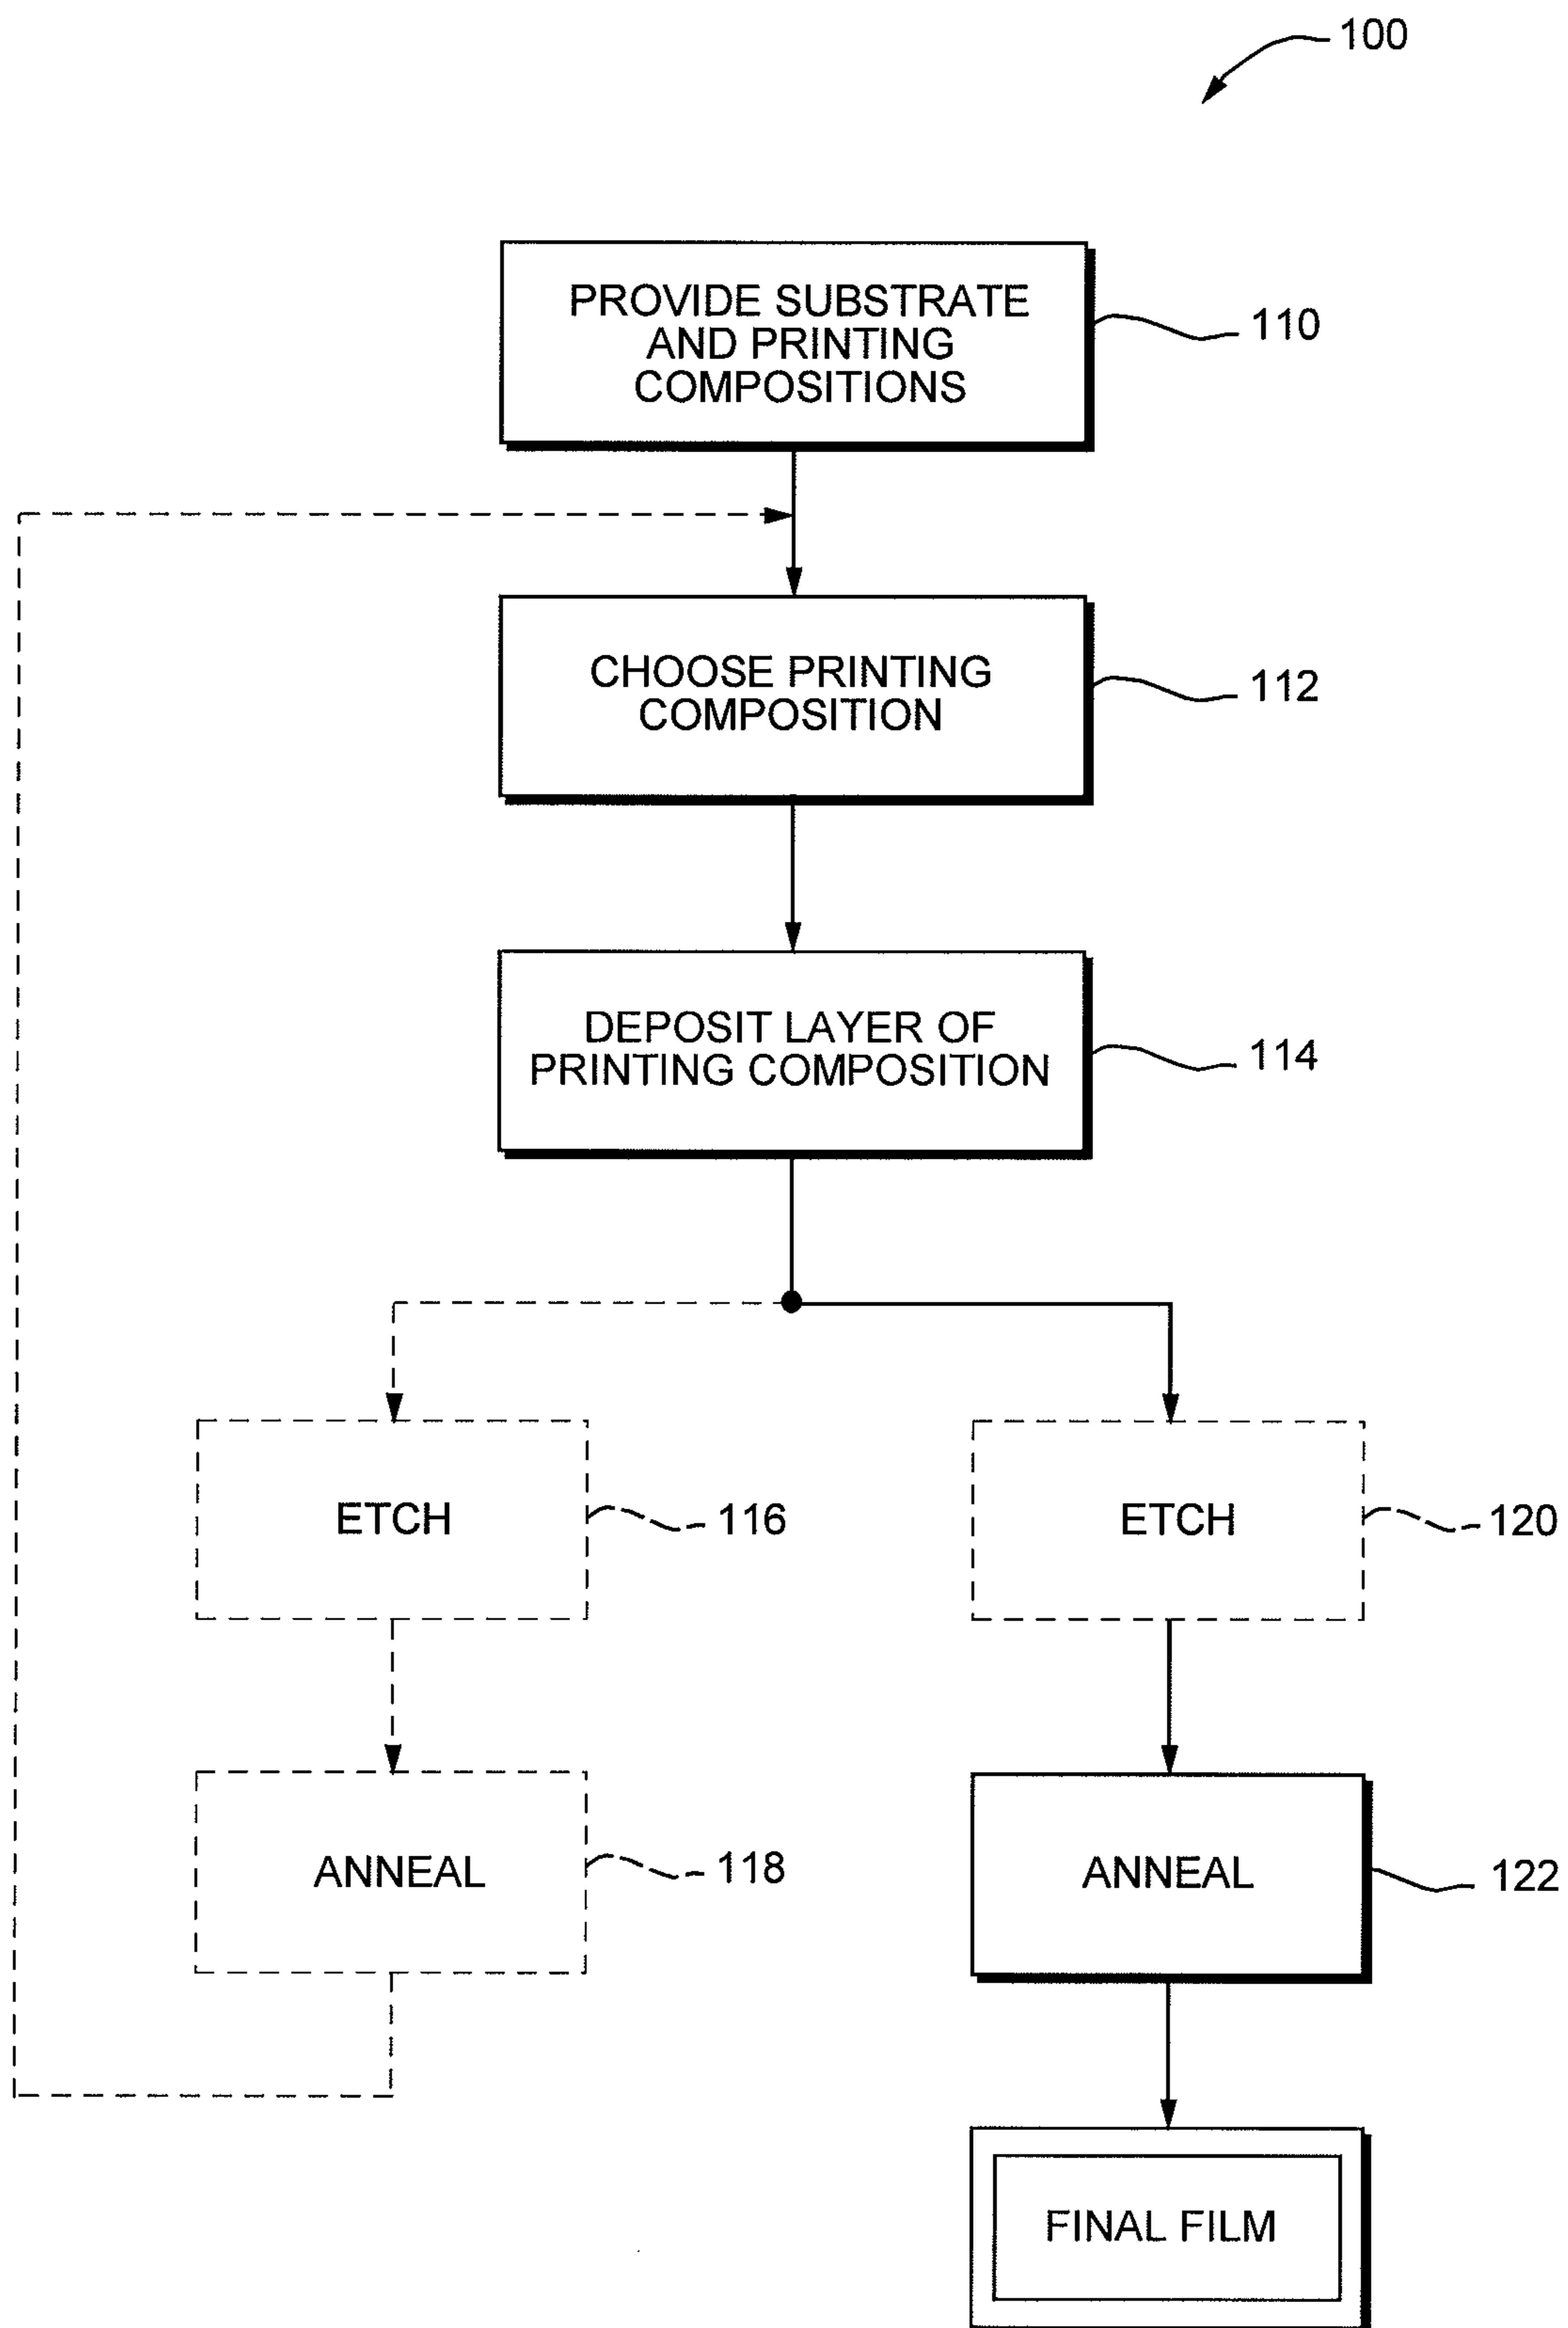 100
PROVIDE SUBSTRATE
AND PRINTING
COMPOSITIONS
110
CHOOSE PRINTING
COMPOSITION
112
DEPOSIT LAYER OF
PRINTING COMPOSITION
114
ETCH
116
ETCH
120
ANNEAL
118
ANNEAL
122
FINAL FILM